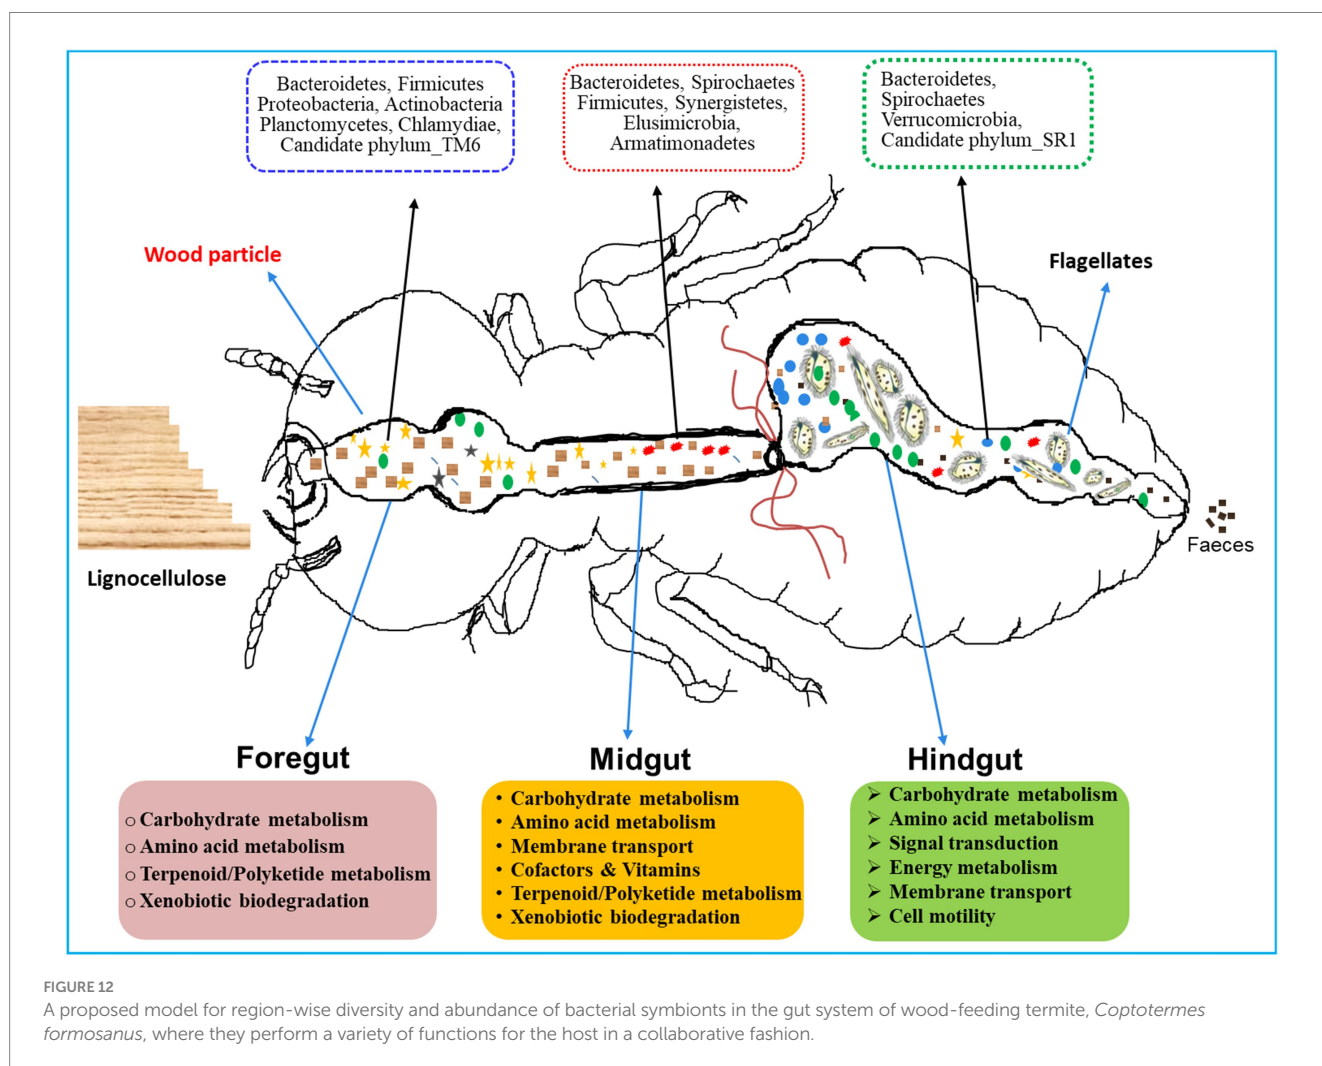 Bacteroidetes, Firmicutes
Proteobacteria, Actinobacteria
Planctomycetes, Chlamydiae,
Candidate phylum_TM6
Bacteroidetes, Spirochaetes
Firmicutes, Synergistetes,
Elusimicrobia,
Armatimonadetes
Bacteroidetes,
Spirochaetes
Verrucomicrobia,
Candidate phylum_SR1
Wood particle
Flagellates
Lignocellulose
Faeces
Foregut
○ Carbohydrate metabolism
○ Amino acid metabolism
○ Terpenoid/Polyketide metabolism
○ Xenobiotic biodegradation
Midgut
• Carbohydrate metabolism
• Amino acid metabolism
• Membrane transport
• Cofactors & Vitamins
• Terpenoid/Polyketide metabolism
• Xenobiotic biodegradation
Hindgut
➢ Carbohydrate metabolism
➢ Amino acid metabolism
➢ Signal transduction
➢ Energy metabolism
➢ Membrane transport
➢ Cell motility
FIGURE 12
A proposed model for region-wise diversity and abundance of bacterial symbionts in the gut system of wood-feeding termite, Coptotermes
formosanus, where they perform a variety of functions for the host in a collaborative fashion.